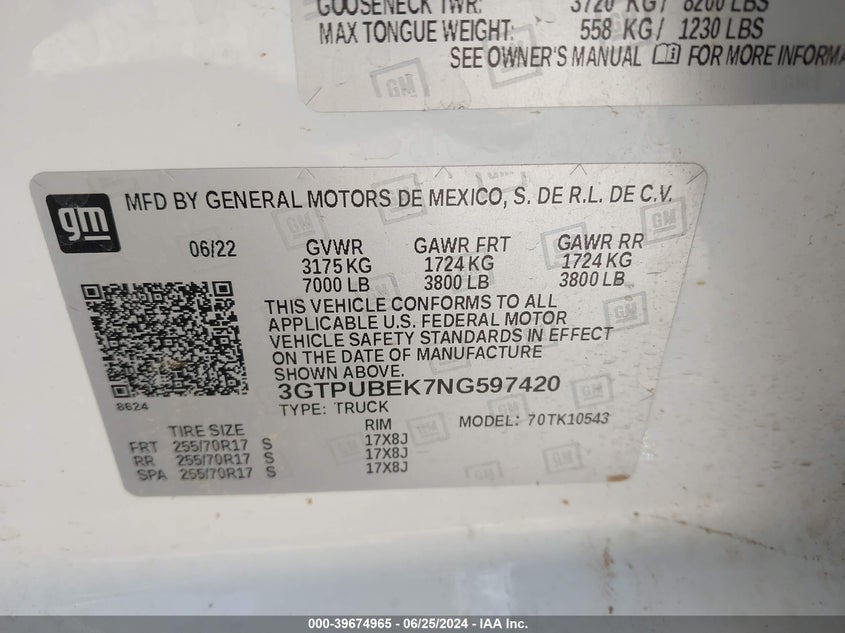 GOOSENECK TWR: 3720 KG / 8200 LBS
MAX TONGUE WEIGHT: 558 KG / 1230 LBS
SEE OWNER'S MANUAL FOR MORE INFORMA
gm
MFD BY GENERAL MOTORS DE MEXICO, S. DE R.L. DE C.V.
06/22 GVWR GAWR FRT GAWR RR
3175 KG 1724 KG 1724 KG
7000 LB 3800 LB 3800 LB
THIS VEHICLE CONFORMS TO ALL
APPLICABLE U.S. FEDERAL MOTOR
VEHICLE SAFETY STANDARDS IN EFFECT
ON THE DATE OF MANUFACTURE
SHOWN ABOVE.
3GTPUBEK7NG597420
8624 TYPE: TRUCK MODEL: 70TK10543
TIRE SIZE RIM
FRT 255/70R17 S 17X8J
RR 255/70R17 S 17X8J
SPA 255/70R17 S 17X8J
000-39674965 - 06/25/2024 - IAA Inc.